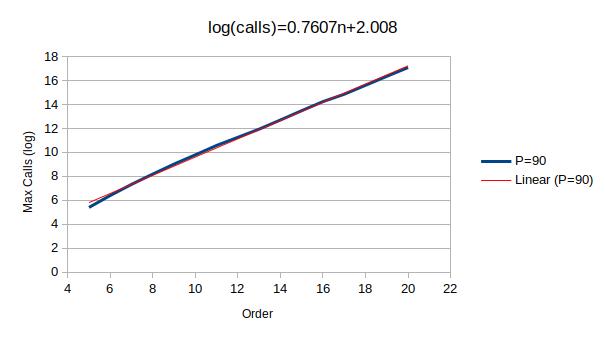 log(calls)=0.7607n+2.008
18
16
14
12
10
8
6
4
2
0
Max Calls (log)
4 6 8 10 12 14 16 18 20 22
Order
P=90
Linear (P=90)